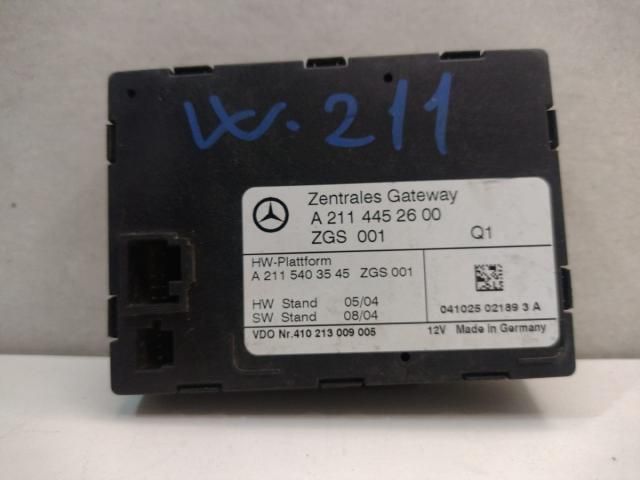 W.211
Zentrales Gateway
A 211 445 26 00
ZGS 001 Q1
HW-Plattform
A 211 540 35 45 ZGS 001
HW Stand 05/04
SW Stand 08/04
041025 02189 3 A
VDO Nr.410 213 009 005 12V Made in Germany